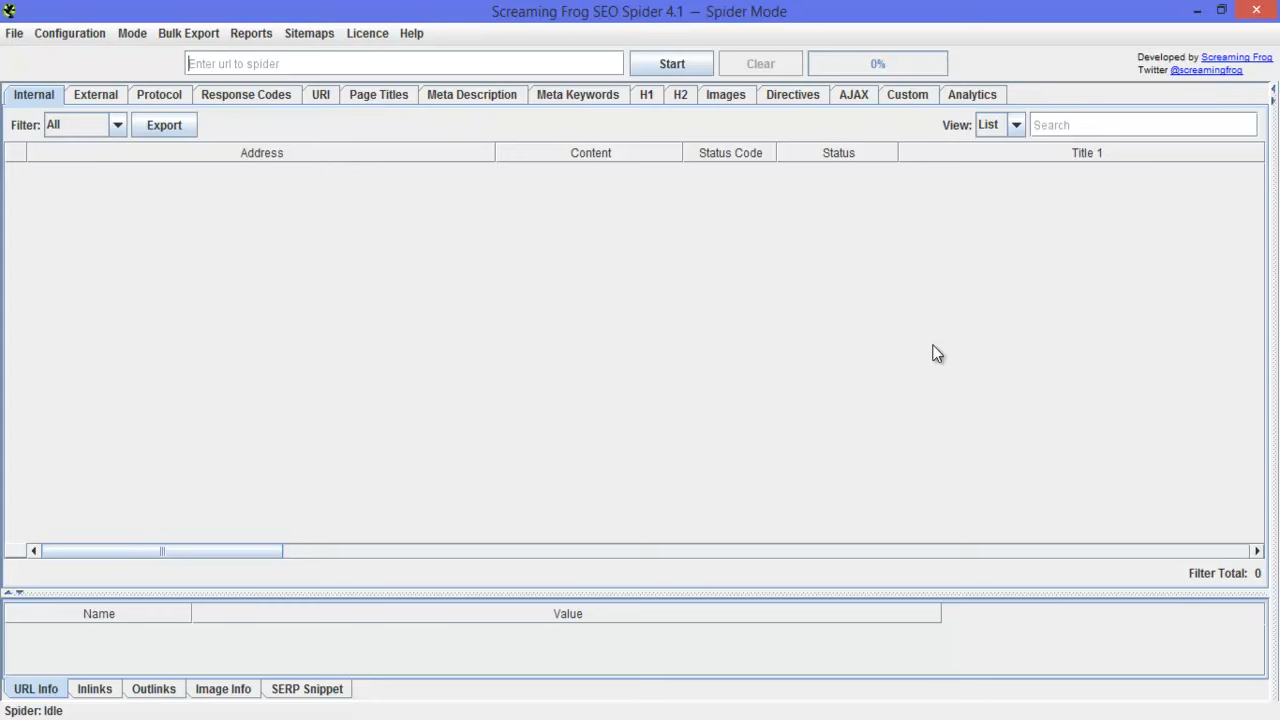 Screaming Frog SEO Spider 4.1 — Spider Mode
File Configuration Mode Bulk Export Reports Sitemaps Licence Help
Enter url to spider Start Clear 0%
Developed by Screaming Frog
Twitter @screamingfrog
Internal External Protocol Response Codes URI Page Titles Meta Description Meta Keywords H1 H2 Images Directives AJAX Custom Analytics
Filter: All Export View: List Search
Address Content Status Code Status Title 1
Filter Total: 0
Name Value
URL Info Inlinks Outlinks Image Info SERP Snippet
Spider: Idle